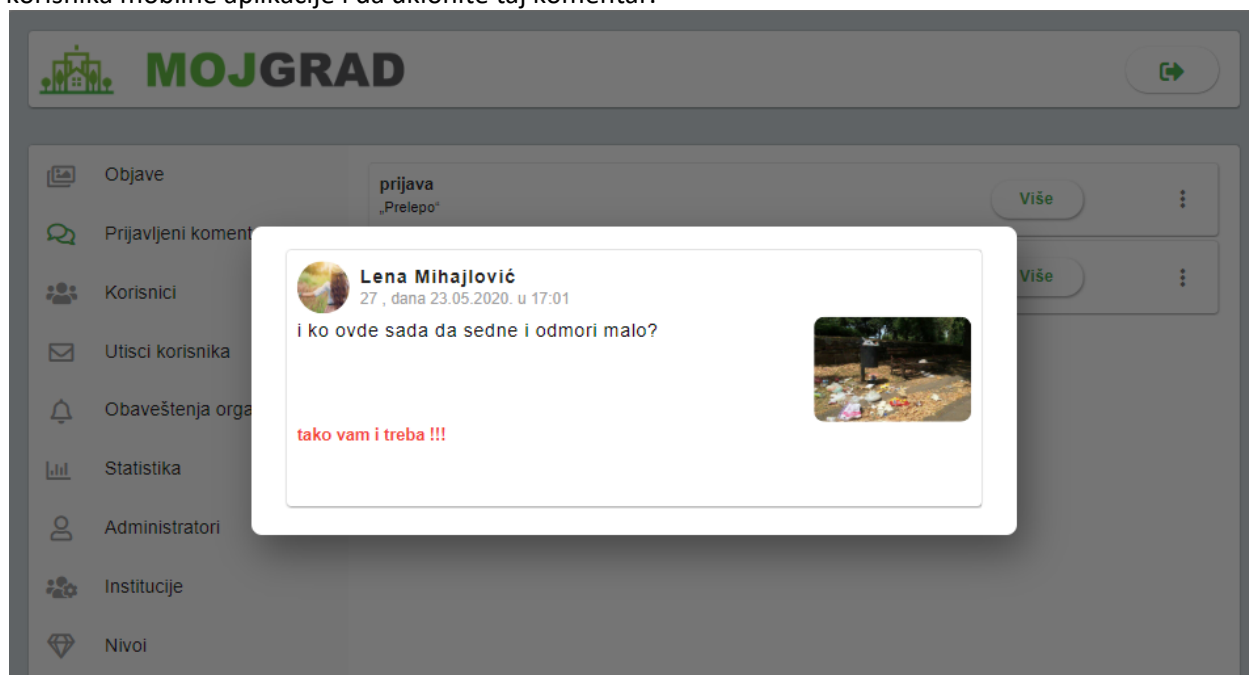 korisnika mobilne aplikacije i da uklonite taj komentar.
MOJGRAD
Objave
Prijavljeni koment
Korisnici
Utisci korisnika
Obaveštenja orga
Statistika
Administratori
Institucije
Nivoi
prijava
„Prelepo“
Više
Više
Lena Mihajlović
27 , dana 23.05.2020. u 17:01
i ko ovde sada da sedne i odmori malo?
tako vam i treba !!!